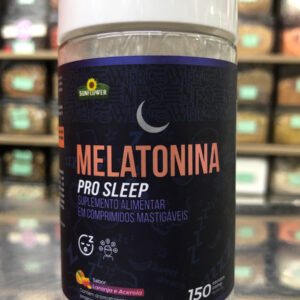 SUNFLOWER
MELATONINA
PRO SLEEP
SUPLEMENTO ALIMENTAR
EM COMPRIMIDOS MASTIGÁVEIS
Sabor
Laranja e Acerola
150